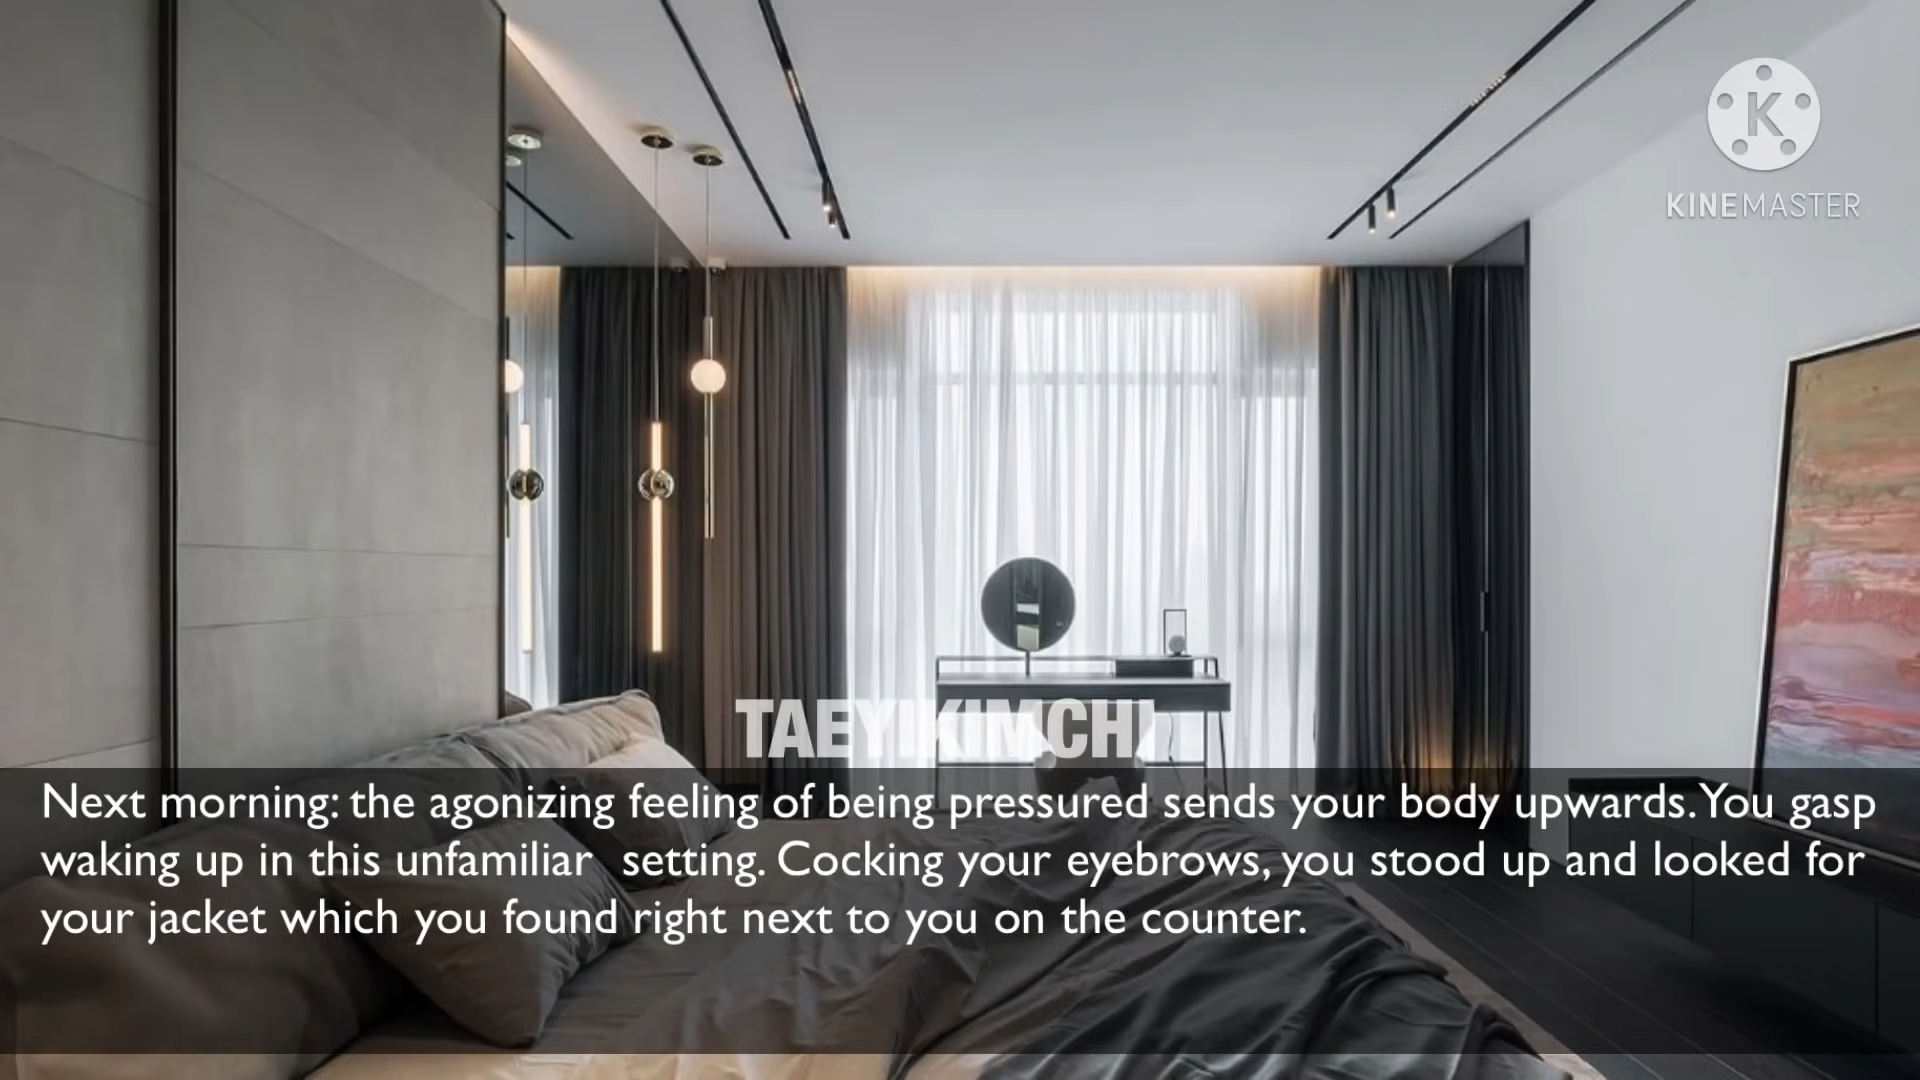 K
KINEMASTER
TAEYIKIMCHI
Next morning: the agonizing feeling of being pressured sends your body upwards. You gasp
waking up in this unfamiliar  setting. Cocking your eyebrows, you stood up and looked for
your jacket which you found right next to you on the counter.